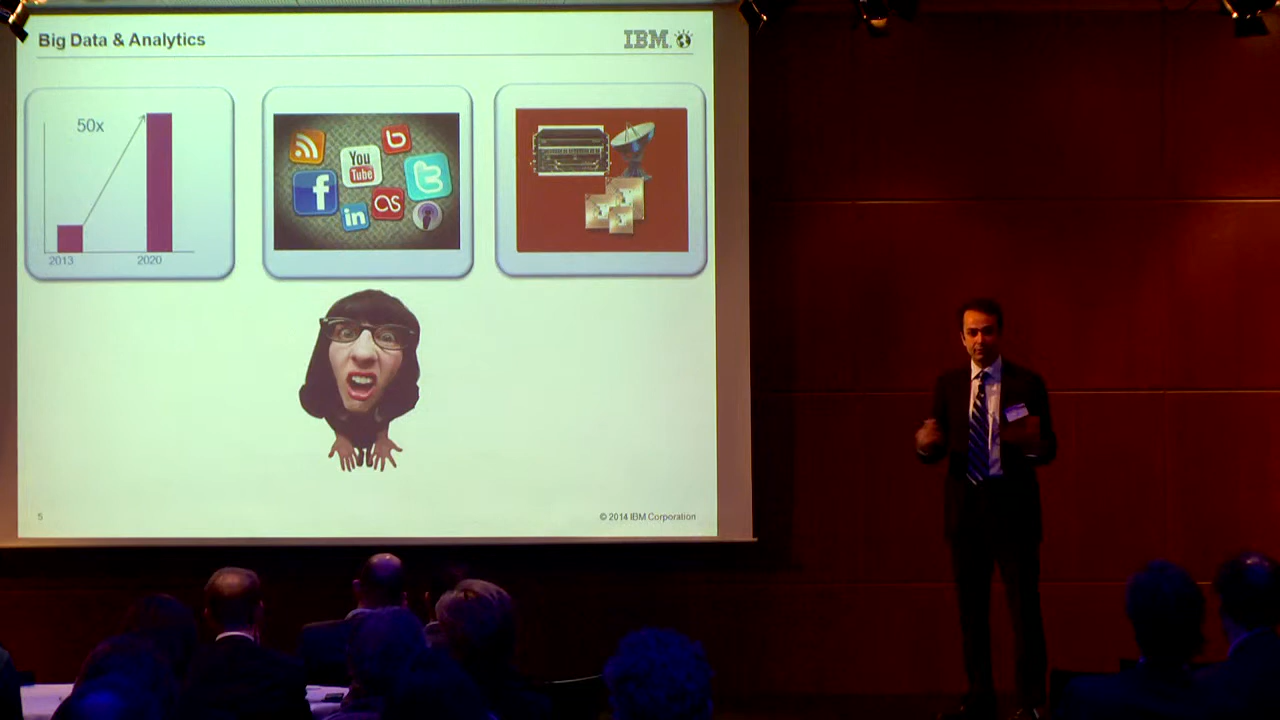 Big Data & Analytics
IBM.
50x
2013
2020
You
Tube
f
in
5
© 2014 IBM Corporation